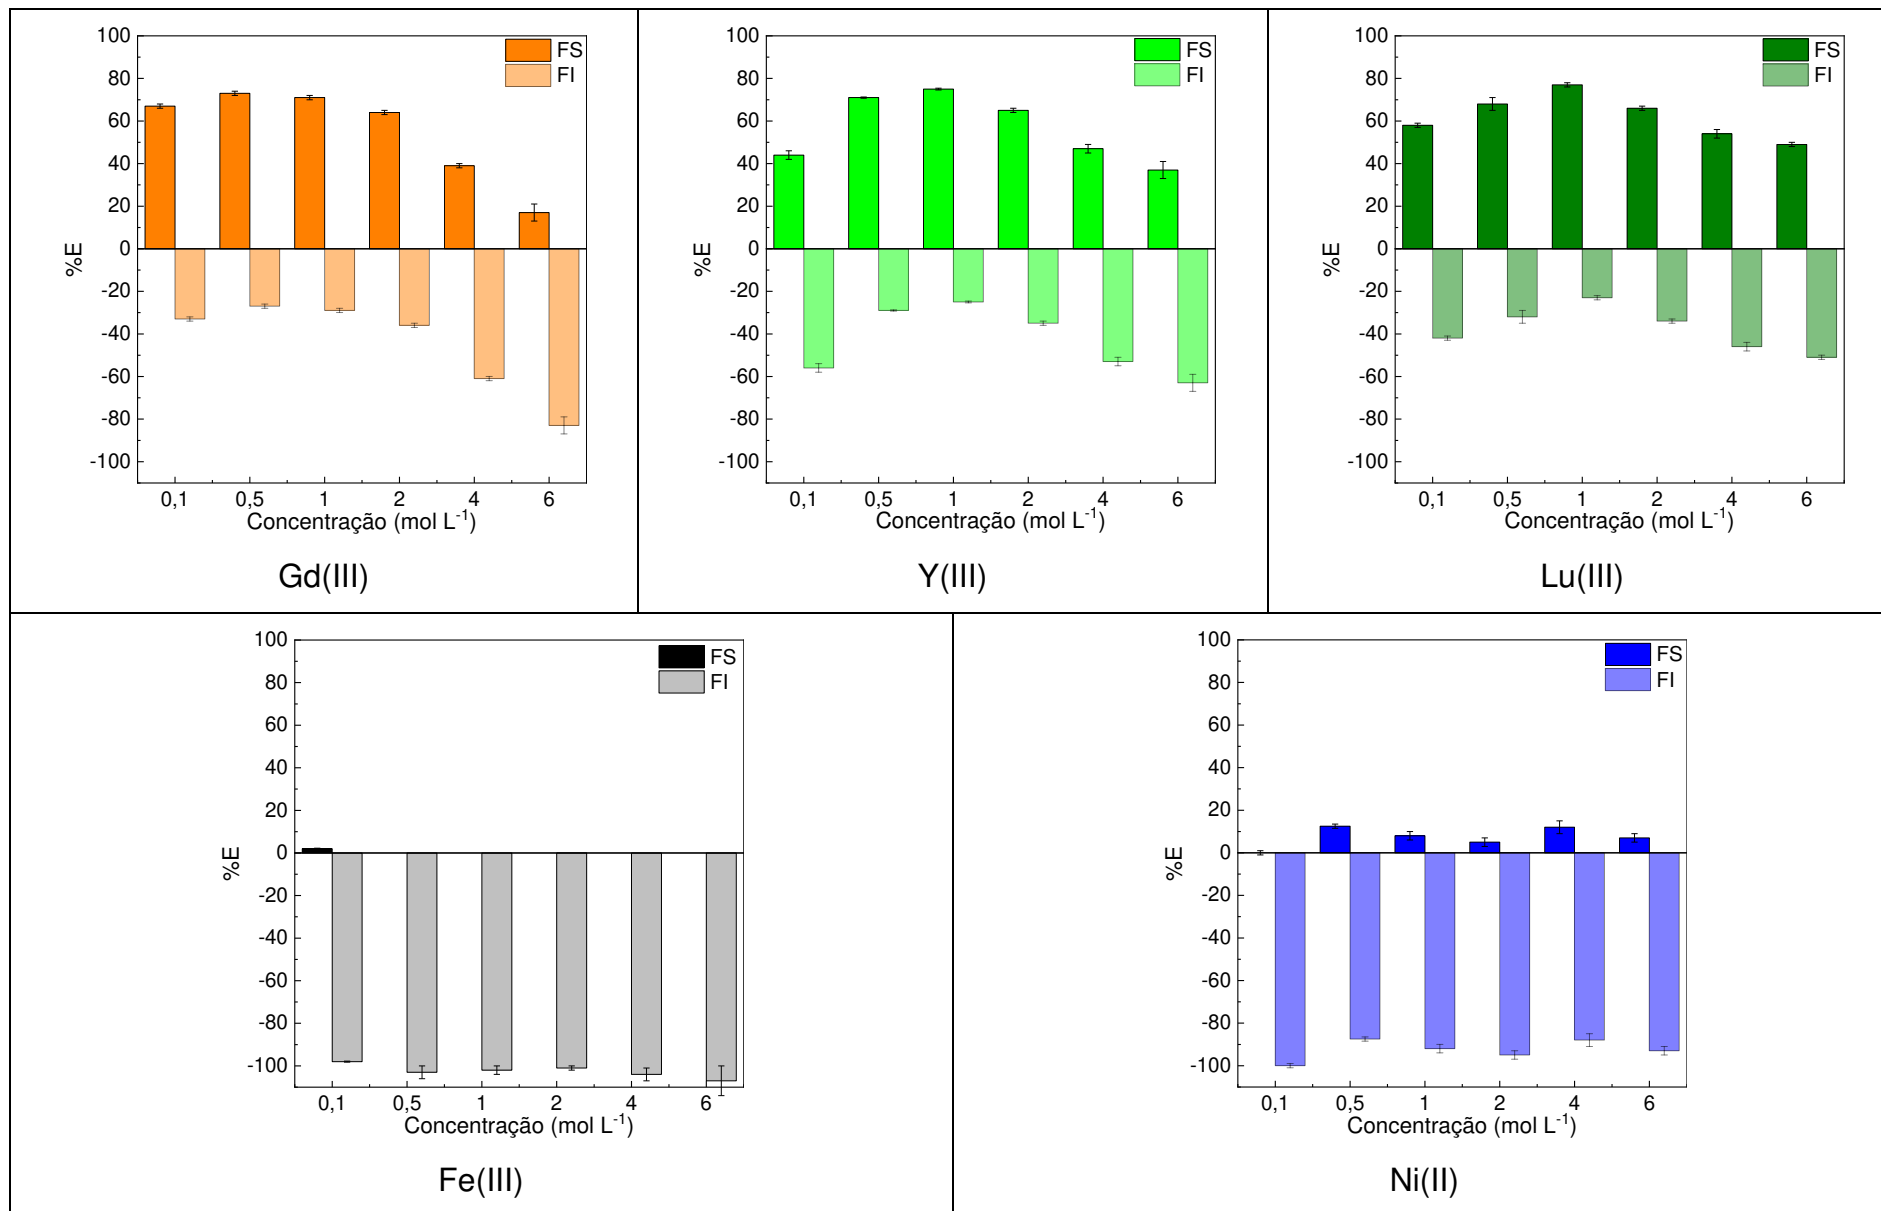 100
80
60
40
20
0
-20
-40
-60
-80
-100
%E
FS
FI
0,1 0,5 1 2 4 6
Concentração (mol L⁻¹)
Gd(III)
100
80
60
40
20
0
-20
-40
-60
-80
-100
%E
FS
FI
0,1 0,5 1 2 4 6
Concentração (mol L⁻¹)
Y(III)
100
80
60
40
20
0
-20
-40
-60
-80
-100
%E
FS
FI
0,1 0,5 1 2 4 6
Concentração (mol L⁻¹)
Lu(III)
100
80
60
40
20
0
-20
-40
-60
-80
-100
%E
FS
FI
0,1 0,5 1 2 4 6
Concentração (mol L⁻¹)
Fe(III)
100
80
60
40
20
0
-20
-40
-60
-80
-100
%E
FS
FI
0,1 0,5 1 2 4 6
Concentração (mol L⁻¹)
Ni(II)